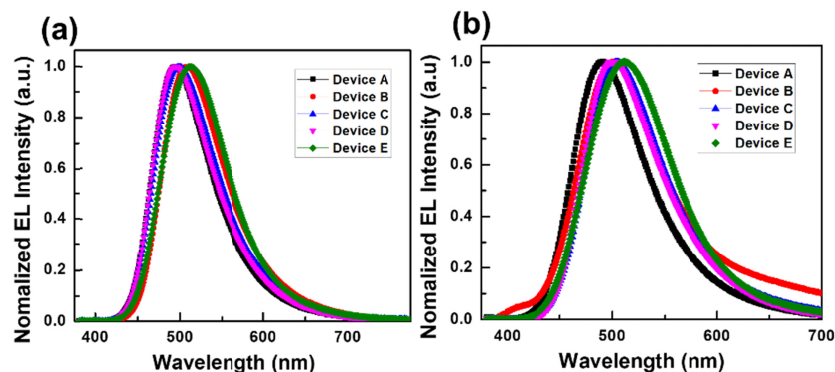 (a)
Nomalized EL Intensity (a.u.)
1.0
0.8
0.6
0.4
0.2
0.0
Device A
Device B
Device C
Device D
Device E
400 500 600 700
Wavelength (nm)
(b)
Nomalized EL Intensity (a.u)
1.0
0.8
0.6
0.4
0.2
0.0
Device A
Device B
Device C
Device D
Device E
400 500 600 700
Wavelength (nm)